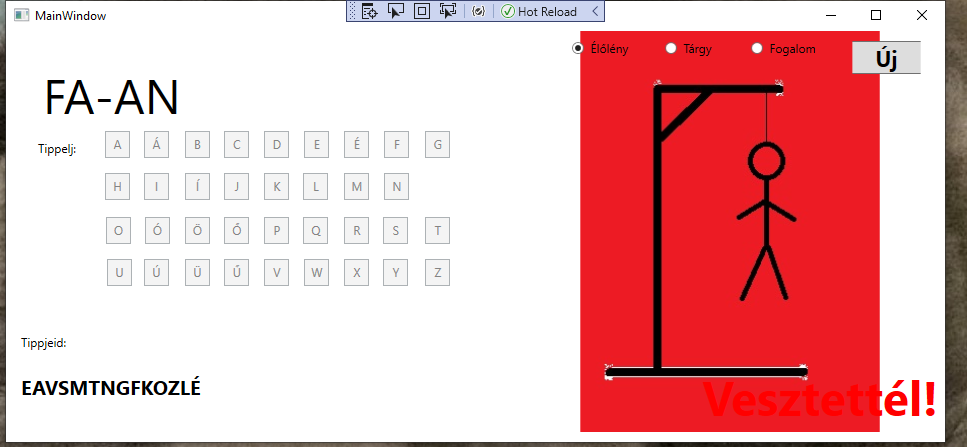 MainWindow
Hot Reload
Élőlény Tárgy Fogalom Új
FA-AN
Tippelj: A Á B C D E É F G
H I Í J K L M N
O Ó Ö Ő P Q R S T
U Ú Ü Ű V W X Y Z
Tippjeid:
EAVSMTNGFKOZLÉ
Vesztettél!